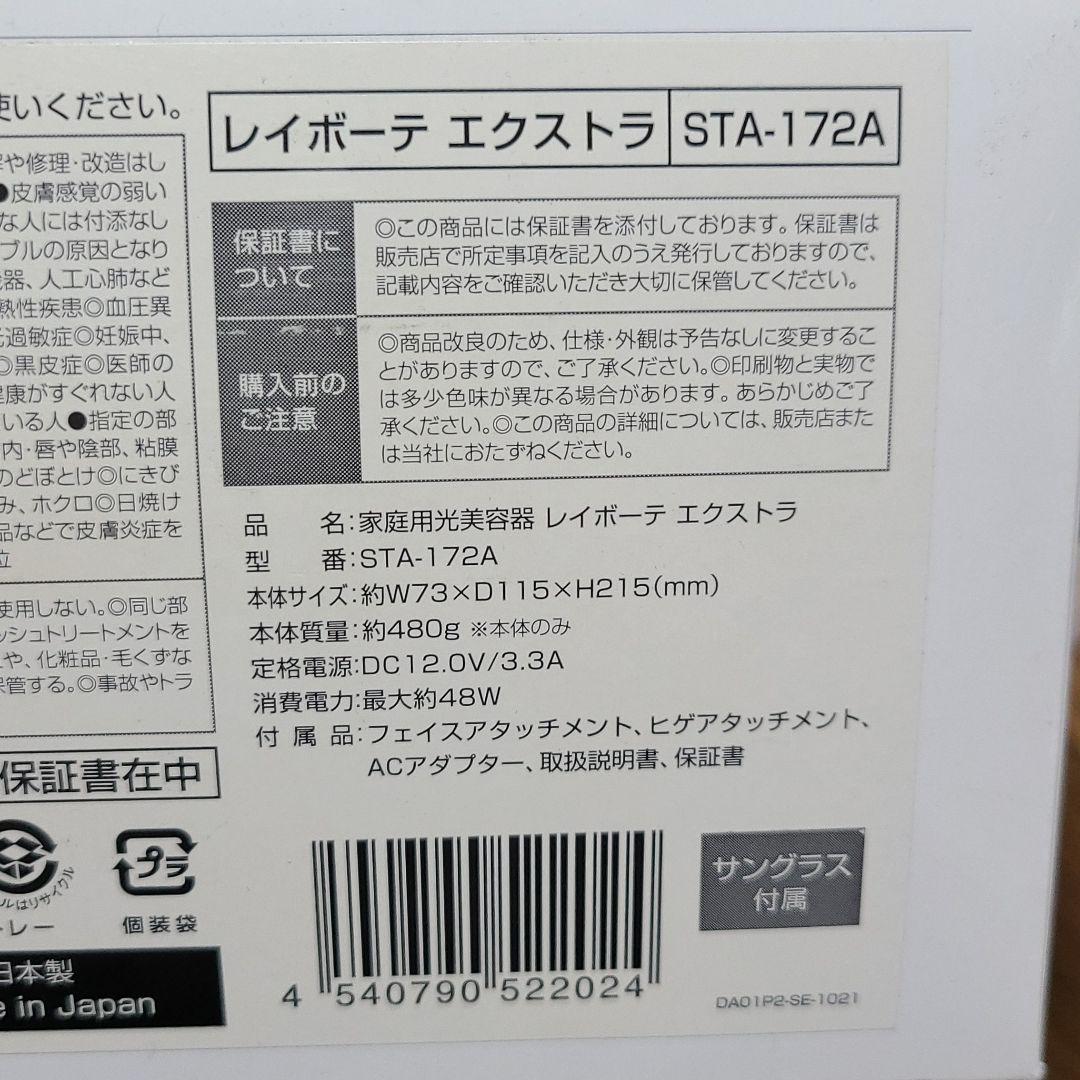 使いください。
や修理・改造はし
●皮膚感覚の弱い
な人には付添なし
ブルの原因となり
器、人工心肺など
熱性疾患◎血圧異
過敏症◎妊娠中、
◎黒皮症◎医師の
健康がすぐれない人
いる人●指定の部
内・唇や陰部、粘膜
のどぼとけ◎にきび
み、ホクロ◎日焼け
品などで皮膚炎症を
位
使用しない。◎同じ部
ッシュトリートメントを
や、化粧品・毛くずな
保管する。◎事故やトラ
保証書在中
ルはリサイクル
トレー
プラ
個装袋
日本製
e in Japan
レイボーテ エクストラ STA-172A
保証書に
ついて
◎この商品には保証書を添付しております。保証書は
販売店で所定事項を記入のうえ発行しておりますので、
記載内容をご確認いただき大切に保管してください。
購入前の
ご注意
◎商品改良のため、仕様・外観は予告なしに変更するこ
とがありますので、ご了承ください。◎印刷物と実物で
は多少色味が異なる場合があります。あらかじめご了
承ください。◎この商品の詳細については、販売店また
は当社におたずねください。
品 名:家庭用光美容器 レイボーテ エクストラ
型 番:STA-172A
本体サイズ:約W73×D115×H215(mm)
本体質量:約480g ※本体のみ
定格電源:DC12.0V/3.3A
消費電力:最大約48W
付属品:フェイスアタッチメント、ヒゲアタッチメント、
ACアダプター、取扱説明書、保証書
4 540790 522024
サングラス
付属
DA01P2-SE-1021